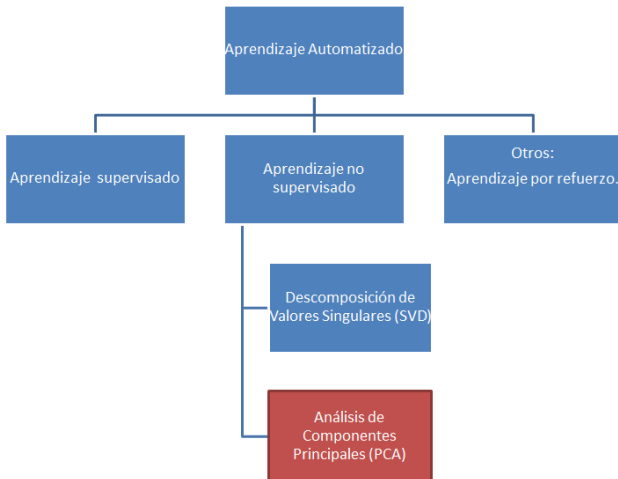 Aprendizaje Automatizado
Aprendizaje supervisado
Aprendizaje no
supervisado
Otros:
Aprendizaje por refuerzo.
Descomposición de
Valores Singulares (SVD)
Análisis de
Componentes
Principales (PCA)